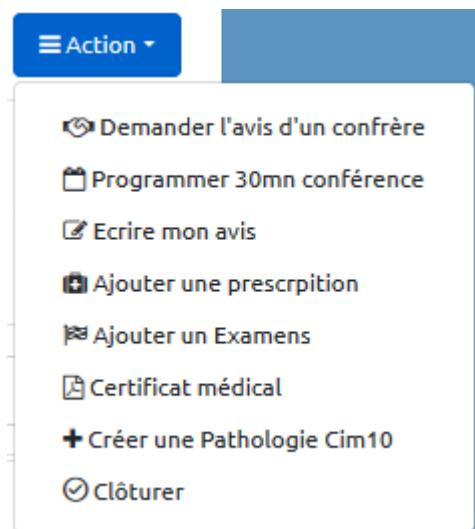 Action
Demander l'avis d'un confrère
Programmer 30mn conférence
Ecrire mon avis
Ajouter une prescrpition
Ajouter un Examens
Certificat médical
Créer une Pathologie Cim10
Clôturer